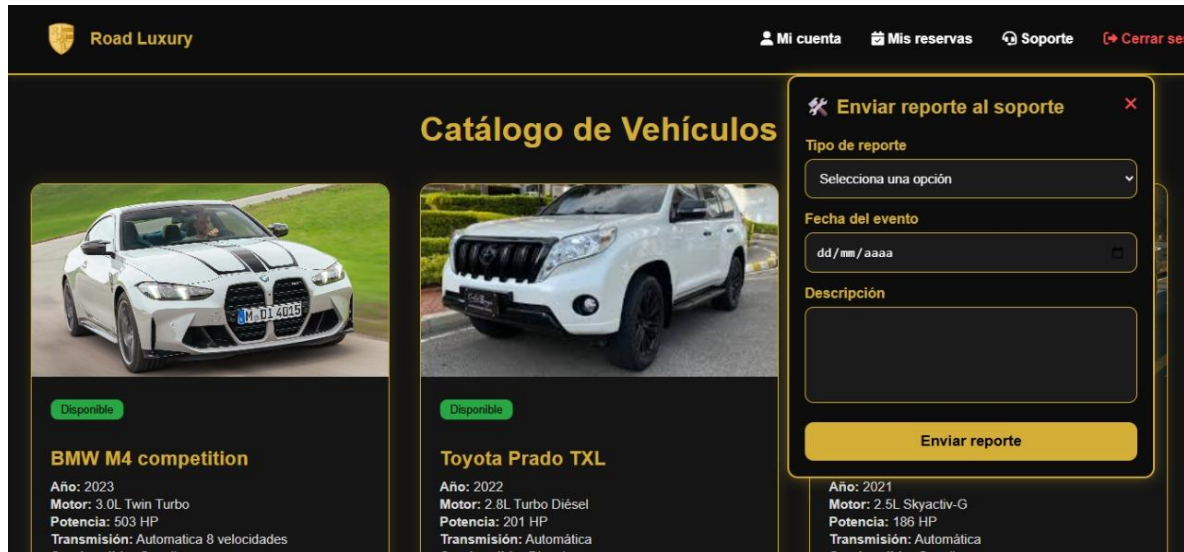 Road Luxury
Mi cuenta
Mis reservas
Soporte
Cerrar se
Catálogo de Vehículos
Enviar reporte al soporte
Tipo de reporte
Selecciona una opción
Fecha del evento
dd/mm/aaaa
Descripción
Enviar reporte
M DI 4015
Disponible
BMW M4 competition
Año: 2023
Motor: 3.0L Twin Turbo
Potencia: 503 HP
Transmisión: Automatica 8 velocidades
Disponible
Toyota Prado TXL
Año: 2022
Motor: 2.8L Turbo Diésel
Potencia: 201 HP
Transmisión: Automática
Año: 2021
Motor: 2.5L Skyactiv-G
Potencia: 186 HP
Transmisión: Automática